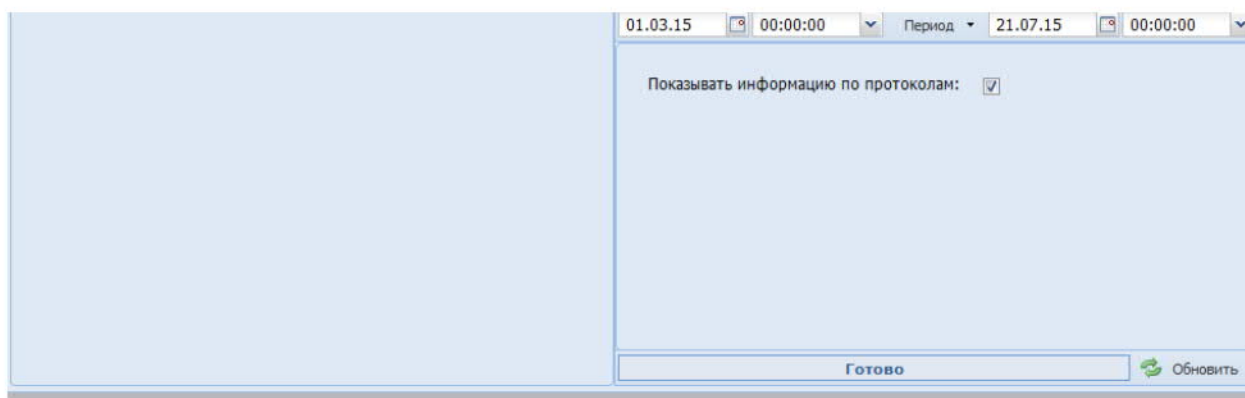 01.03.15 00:00:00 Период 21.07.15 00:00:00
Показывать информацию по протоколам:
Готово Обновить